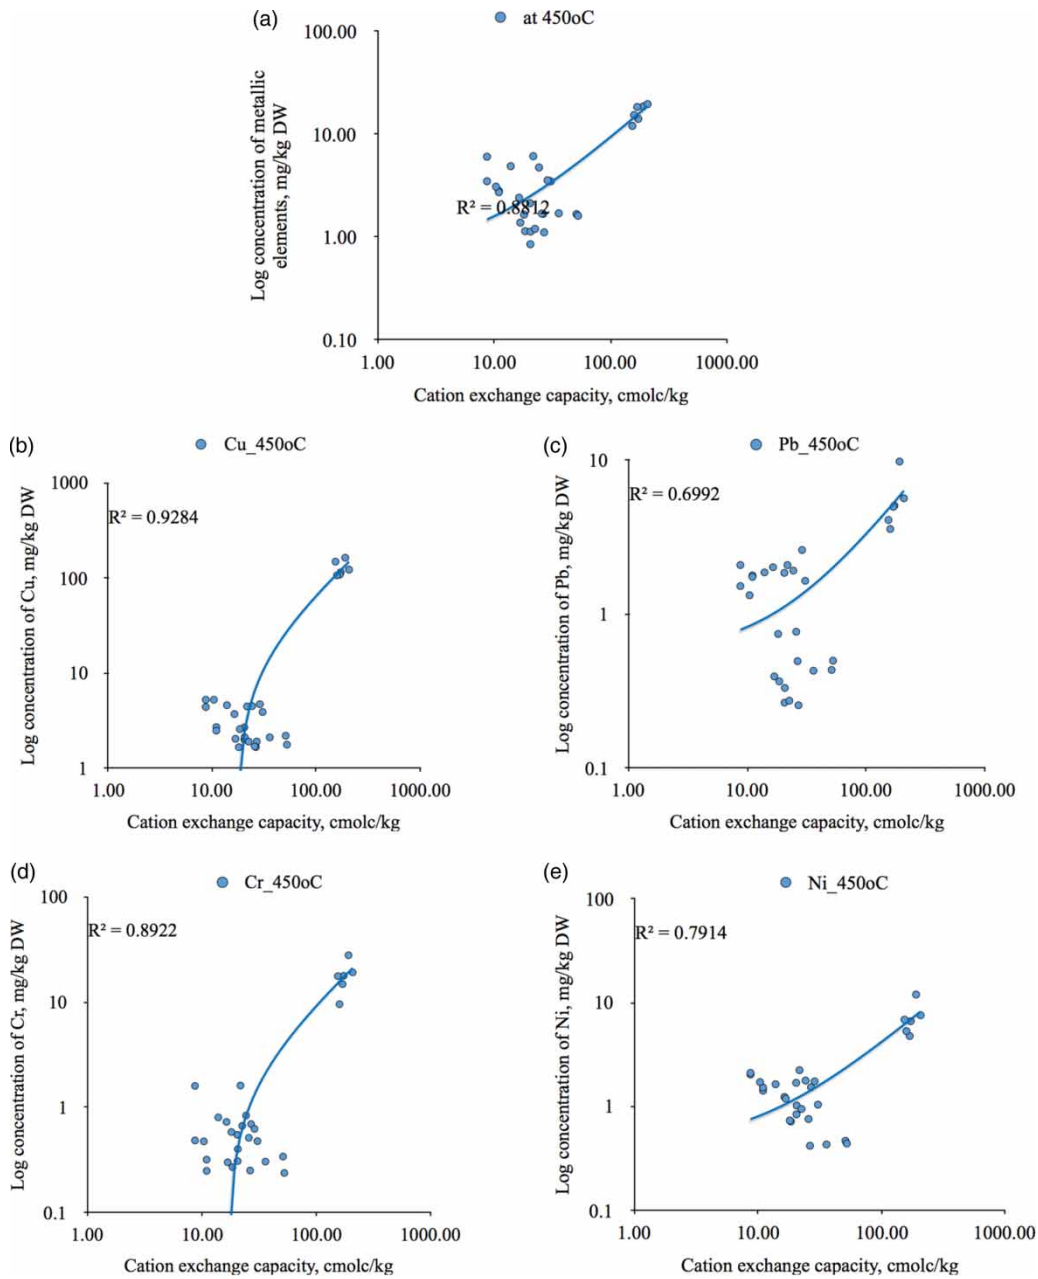 (a)
at 450oC
Log concentration of metallic
elements, mg/kg DW
100.00
10.00
1.00
0.10
R² = 0.8812
1.00 10.00 100.00 1000.00
Cation exchange capacity, cmolc/kg
(b)
Cu_450oC
Log concentration of Cu, mg/kg DW
1000
100
10
1
R² = 0.9284
1.00 10.00 100.00 1000.00
Cation exchange capacity, cmolc/kg
(c)
Pb_450oC
Log concentration of Pb, mg/kg DW
10
1
0.1
R² = 0.6992
1.00 10.00 100.00 1000.00
Cation exchange capacity, cmolc/kg
(d)
Cr_450oC
Log concentration of Cr, mg/kg DW
100
10
1
0.1
R² = 0.8922
1.00 10.00 100.00 1000.00
Cation exchange capacity, cmolc/kg
(e)
Ni_450oC
Log concentration of Ni, mg/kg DW
100
10
1
0.1
R² = 0.7914
1.00 10.00 100.00 1000.00
Cation exchange capacity, cmolc/kg